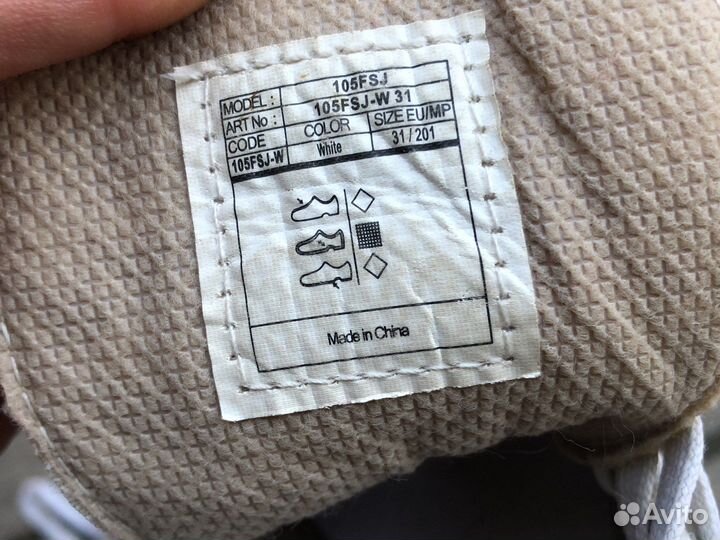 MODEL : 105FSJ
ART No : 105FSJ-W 31
CODE COLOR SIZE EU/MP
105FSJ-W White 31 / 201
Made in China
Avito